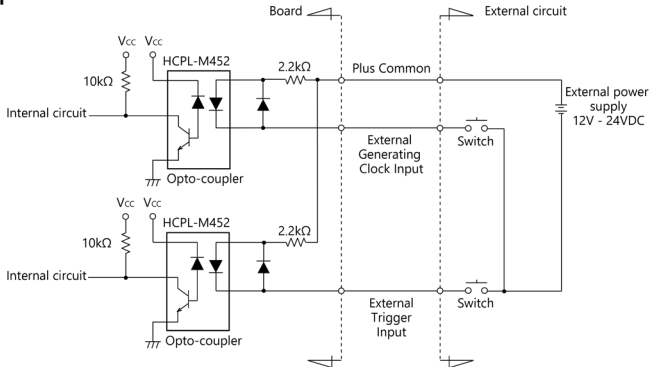 Board
External circuit
Vcc Vcc
HCPL-M452
2.2kΩ
10kΩ
Plus Common
Internal circuit
External power
supply
12V - 24VDC
External
Generating
Clock Input
Switch
Opto-coupler
Vcc Vcc
HCPL-M452
2.2kΩ
10kΩ
Internal circuit
External
Trigger
Input
Switch
Opto-coupler